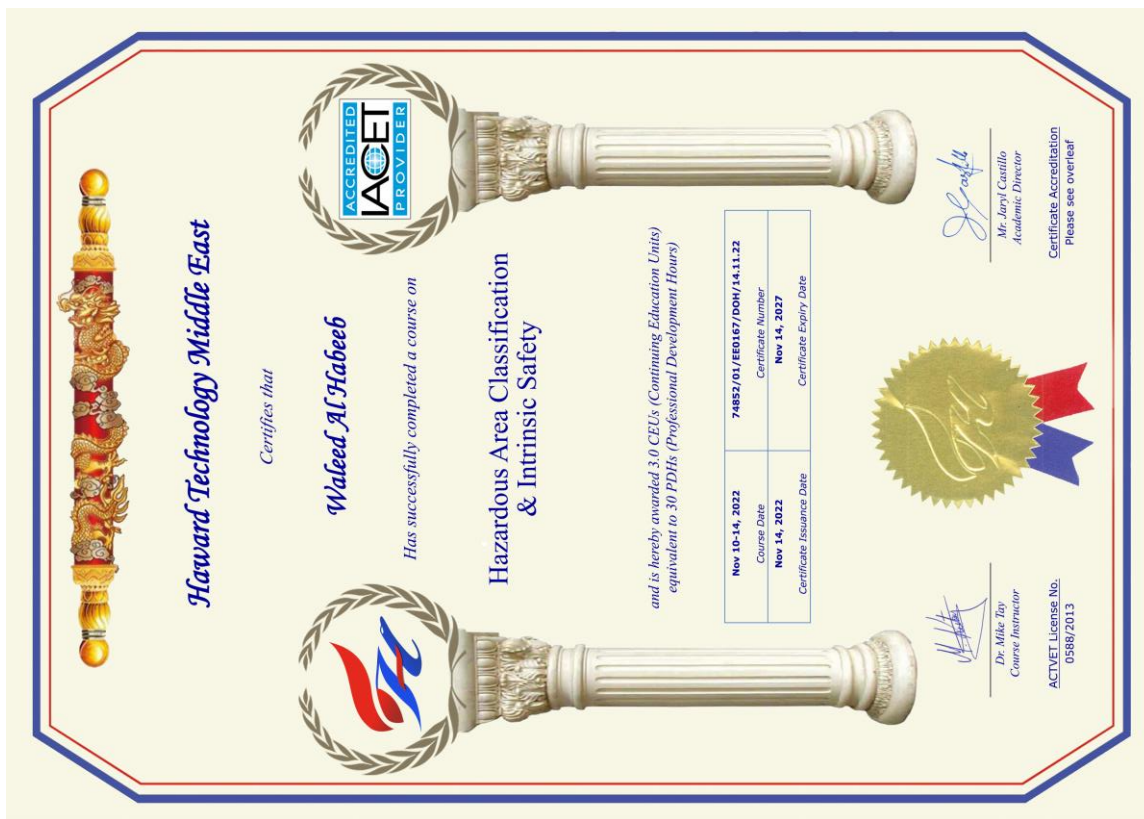 ACCREDITED
IACET
PROVIDER
Haward Technology Middle East
Certifies that
Waleed Al Habeeb
Has successfully completed a course on
Hazardous Area Classification
& Intrinsic Safety
and is hereby awarded 3.0 CEUs (Continuing Education Units)
equivalent to 30 PDHs (Professional Development Hours)
Nov 10-14, 2022 74852/01/EE0167/DOH/14.11.22
Course Date Certificate Number
Nov 14, 2022 Nov 14, 2027
Certificate Issuance Date Certificate Expiry Date
Dr. Mike Tay
Course Instructor
Mr. Jaryl Castillo
Academic Director
ACTVET License No.
0588/2013
Certificate Accreditation
Please see overleaf